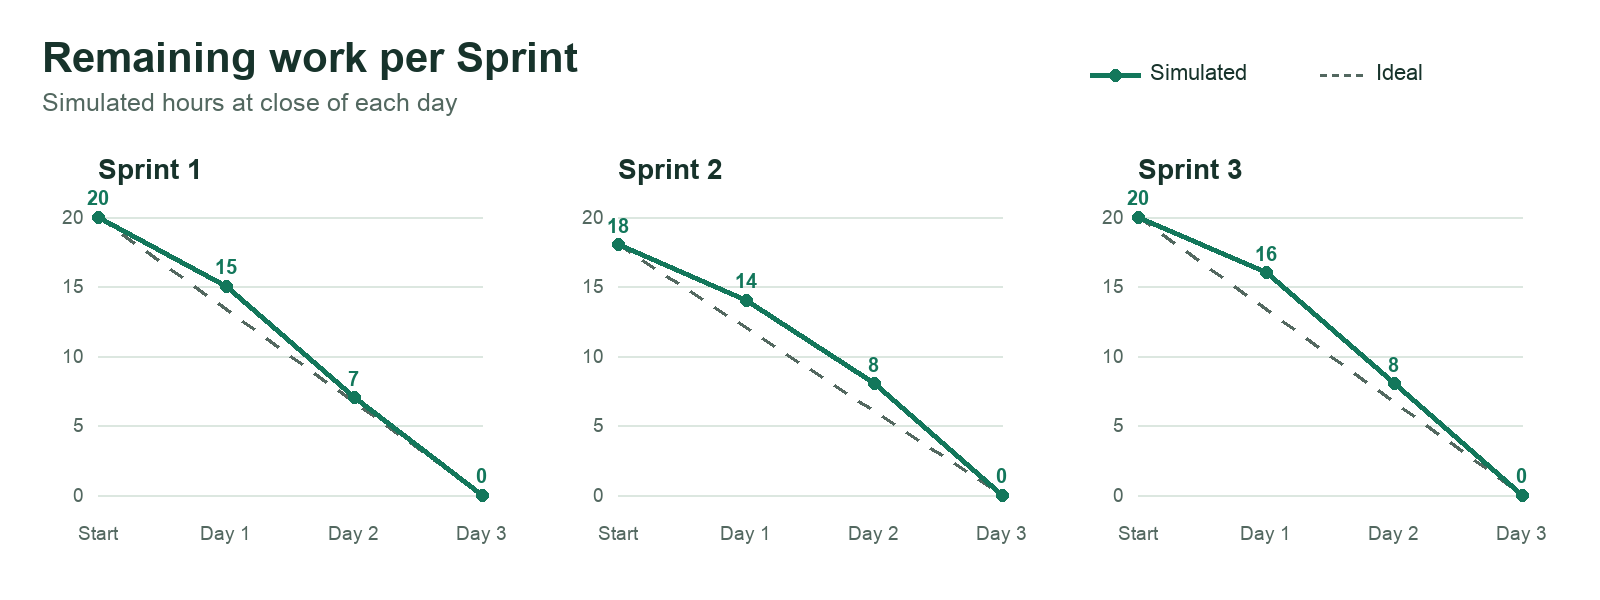 Remaining work per Sprint
Simulated hours at close of each day
Simulated
Ideal
Sprint 1
20
15
10
5
0
20
15
7
0
Start Day 1 Day 2 Day 3
Sprint 2
20
15
10
5
0
18
14
8
0
Start Day 1 Day 2 Day 3
Sprint 3
20
15
10
5
0
20
16
8
0
Start Day 1 Day 2 Day 3